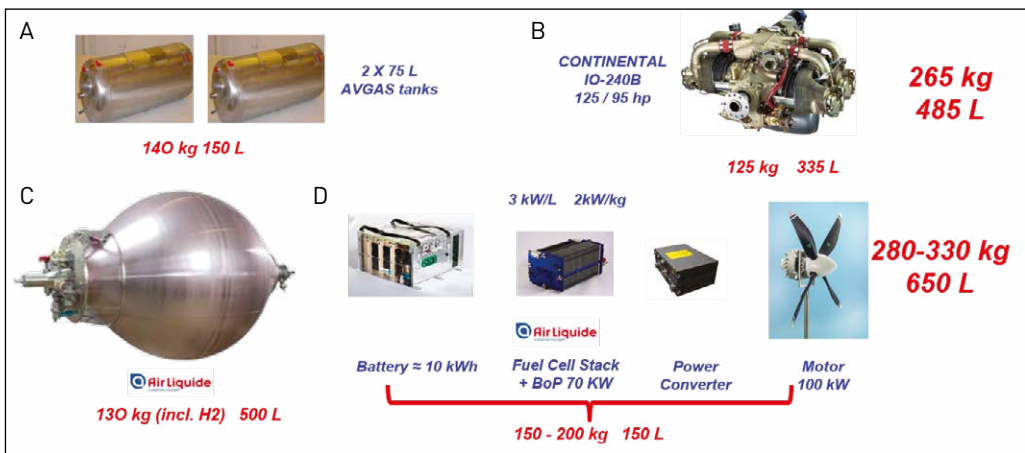 A
B
2 X 75 L
AVGAS tanks
CONTINENTAL
IO-240B
125 / 95 hp
265 kg
485 L
14O kg 150 L
125 kg 335 L
C
D
3 kW/L 2kW/kg
280-330 kg
650 L
Air Liquide
Air Liquide
Battery ≈ 10 kWh
Fuel Cell Stack
+ BoP 70 KW
Power
Converter
Motor
100 kW
13O kg (incl. H2) 500 L
150 - 200 kg 150 L